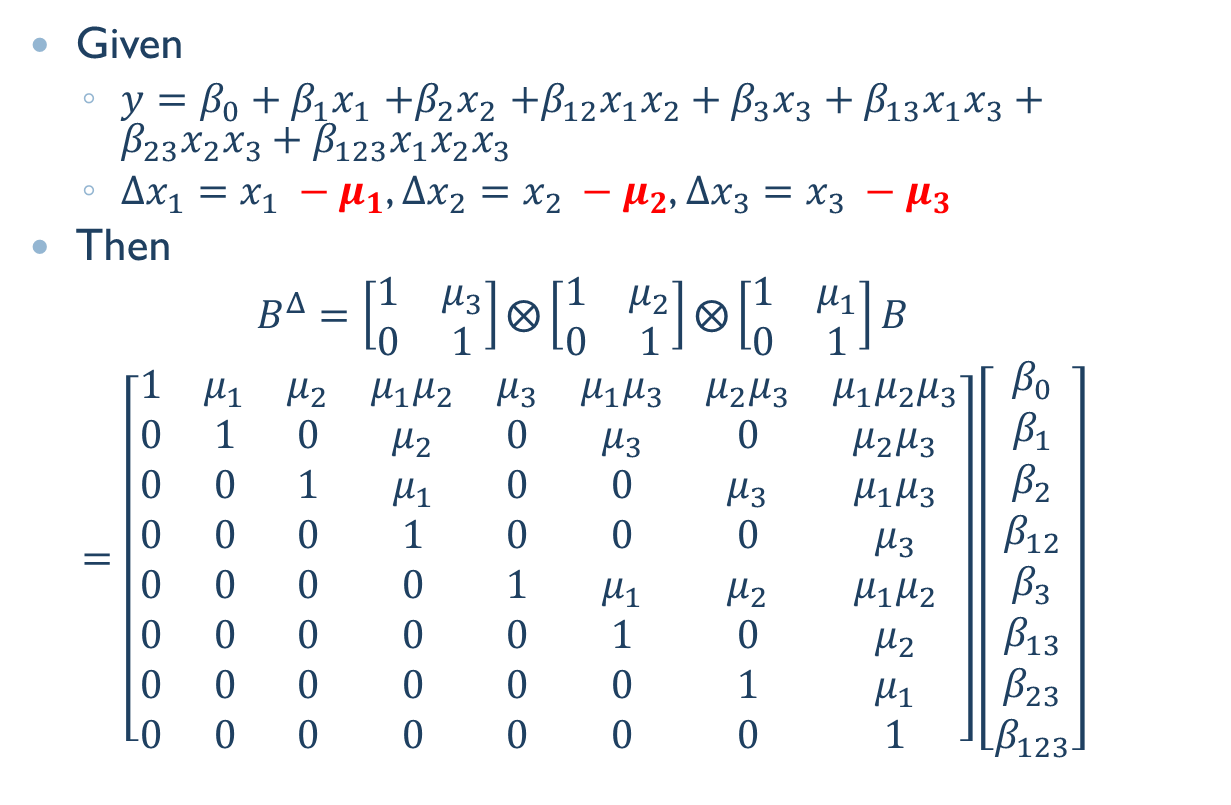 • Given
◦ 𝑦 = 𝛽₀ + 𝛽₁𝑥₁ +𝛽₂𝑥₂ +𝛽₁₂𝑥₁𝑥₂ + 𝛽₃𝑥₃ + 𝛽₁₃𝑥₁𝑥₃ +
𝛽₂₃𝑥₂𝑥₃ + 𝛽₁₂₃𝑥₁𝑥₂𝑥₃
◦ Δ𝑥₁ = 𝑥₁ − 𝝁₁, Δ𝑥₂ = 𝑥₂ − 𝝁₂, Δ𝑥₃ = 𝑥₃ − 𝝁₃
• Then
𝐵^Δ = [1 𝜇₃; 0 1] ⊗ [1 𝜇₂; 0 1] ⊗ [1 𝜇₁; 0 1] 𝐵
= [1 𝜇₁ 𝜇₂ 𝜇₁𝜇₂ 𝜇₃ 𝜇₁𝜇₃ 𝜇₂𝜇₃ 𝜇₁𝜇₂𝜇₃] [𝛽₀]
[0 1 0 𝜇₂ 0 𝜇₃ 0 𝜇₂𝜇₃] [𝛽₁]
[0 0 1 𝜇₁ 0 0 𝜇₃ 𝜇₁𝜇₃] [𝛽₂]
[0 0 0 1 0 0 0 𝜇₃] [𝛽₁₂]
[0 0 0 0 1 𝜇₁ 𝜇₂ 𝜇₁𝜇₂] [𝛽₃]
[0 0 0 0 0 1 0 𝜇₂] [𝛽₁₃]
[0 0 0 0 0 0 1 𝜇₁] [𝛽₂₃]
[0 0 0 0 0 0 0 1] [𝛽₁₂₃]